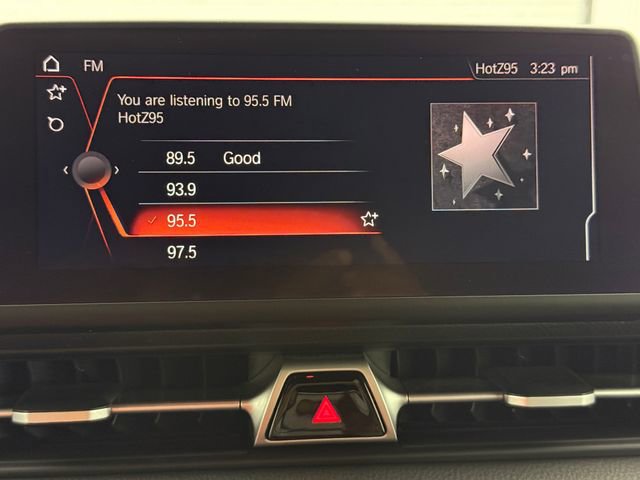 FM
HotZ95 3:23 pm
You are listening to 95.5 FM
HotZ95
89.5 Good
93.9
95.5
97.5